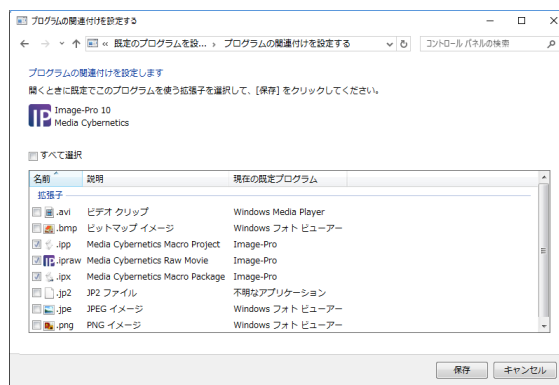 プログラムの関連付けを設定する
« 既定のプログラムを設... › プログラムの関連付けを設定する
コントロール パネルの検索
プログラムの関連付けを設定します
開くときに既定でこのプログラムを使う拡張子を選択して、[保存] をクリックしてください。
IP Image-Pro 10
Media Cybernetics
すべて選択
名前 説明 現在の既定プログラム
拡張子
.avi ビデオ クリップ Windows Media Player
.bmp ビットマップ イメージ Windows フォト ビューアー
.ipp Media Cybernetics Macro Project Image-Pro
.ipraw Media Cybernetics Raw Movie Image-Pro
.ipx Media Cybernetics Macro Package Image-Pro
.jp2 JP2 ファイル 不明なアプリケーション
.jpe JPEG イメージ Windows フォト ビューアー
.png PNG イメージ Windows フォト ビューアー
保存 キャンセル